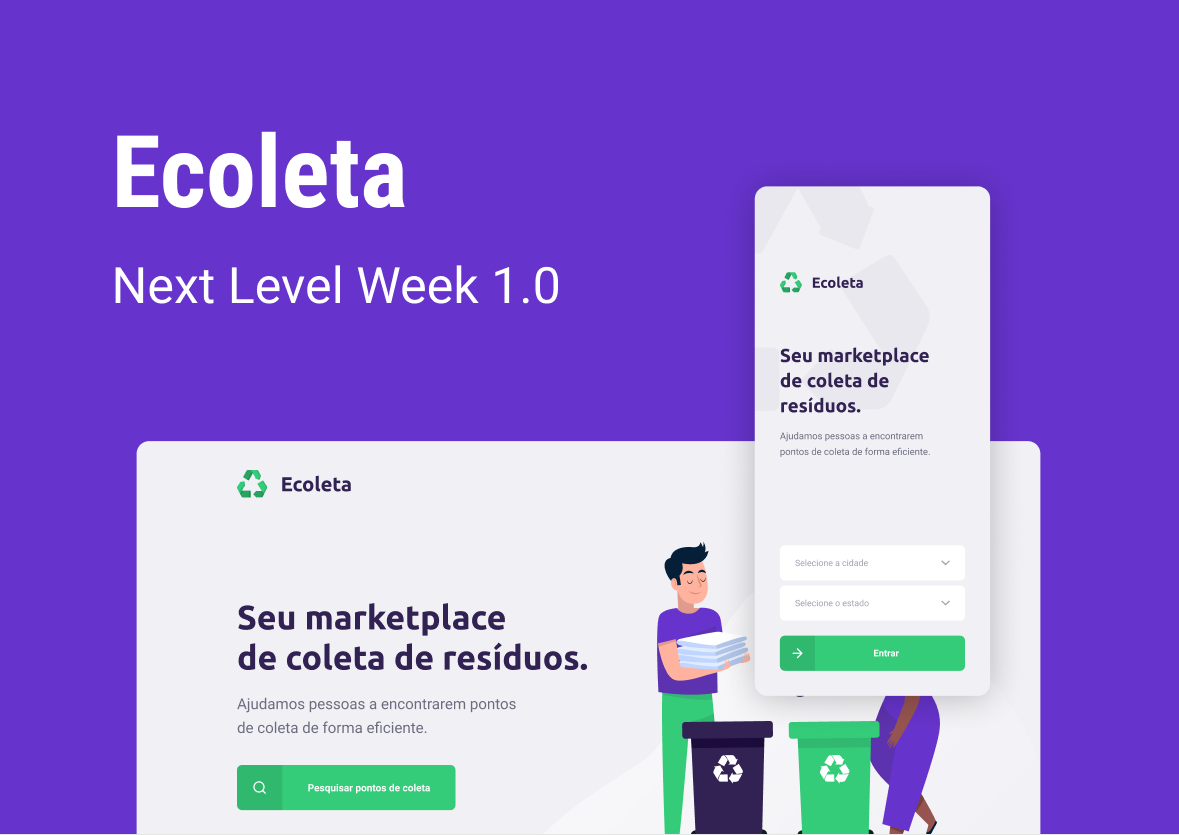 Ecoleta
Next Level Week 1.0
Ecoleta
Seu marketplace
de coleta de
resíduos.
Ajudamos pessoas a encontrarem
pontos de coleta de forma eficiente.
Selecione a cidade
Selecione o estado
Entrar
Ecoleta
Seu marketplace
de coleta de resíduos.
Ajudamos pessoas a encontrarem pontos
de coleta de forma eficiente.
Pesquisar pontos de coleta